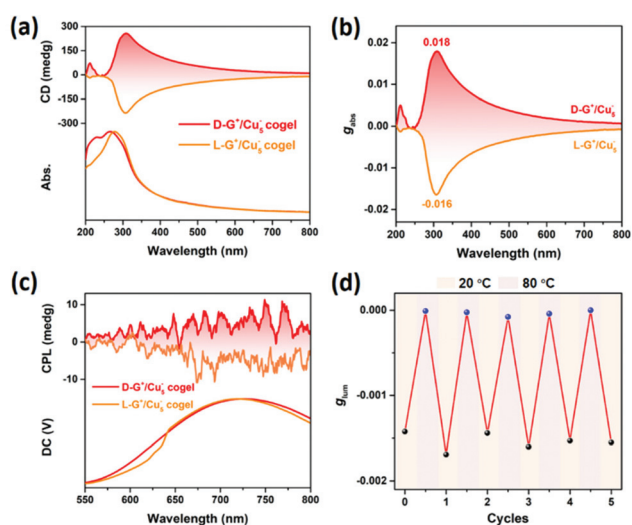 (a)
300
150
0
-150
-300
CD (medg)
Abs.
D-G⁺/Cu₅⁻ cogel
L-G⁺/Cu₅⁻ cogel
200 300 400 500 600 700 800
Wavelength (nm)
(b)
0.02
0.01
0.00
-0.01
-0.02
gabs
0.018
D-G⁺/Cu₅⁻
L-G⁺/Cu₅⁻
-0.016
200 300 400 500 600 700 800
Wavelength (nm)
(c)
10
0
-10
CPL (medg)
DC (V)
D-G⁺/Cu₅⁻ cogel
L-G⁺/Cu₅⁻ cogel
550 600 650 700 750 800
Wavelength (nm)
(d)
20 °C 80 °C
0.000
-0.001
-0.002
glum
0 1 2 3 4 5
Cycles